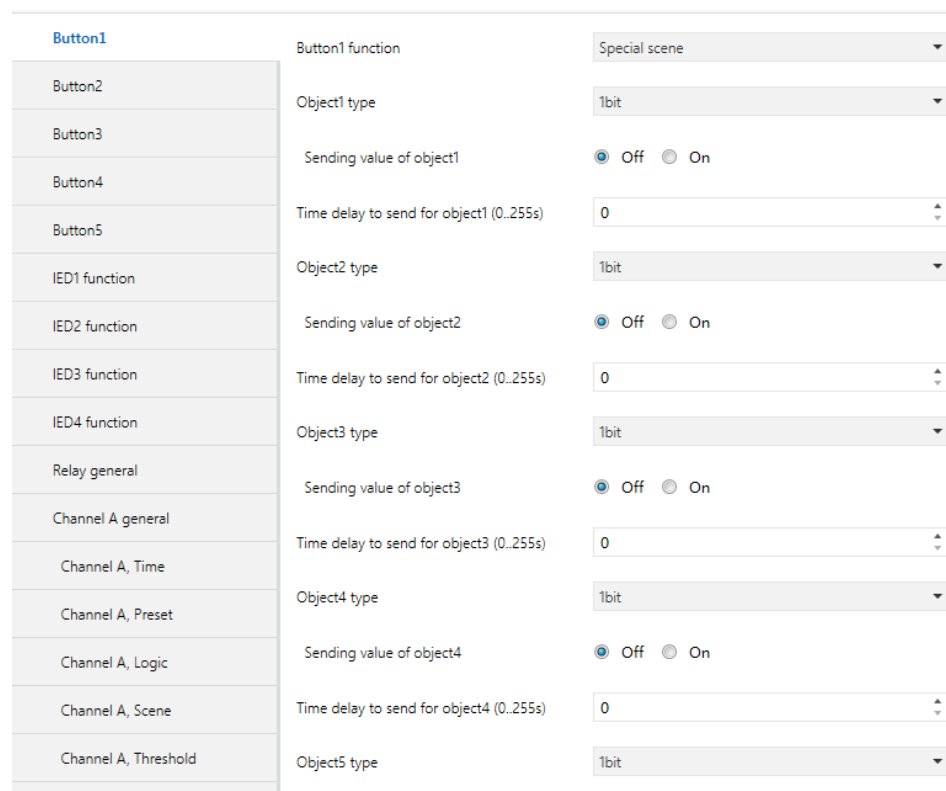 Button1
Button2
Button3
Button4
Button5
IED1 function
IED2 function
IED3 function
IED4 function
Relay general
Channel A general
Channel A, Time
Channel A, Preset
Channel A, Logic
Channel A, Scene
Channel A, Threshold
Button1 function Special scene
Object1 type 1bit
Sending value of object1 Off On
Time delay to send for object1 (0..255s) 0
Object2 type 1bit
Sending value of object2 Off On
Time delay to send for object2 (0..255s) 0
Object3 type 1bit
Sending value of object3 Off On
Time delay to send for object3 (0..255s) 0
Object4 type 1bit
Sending value of object4 Off On
Time delay to send for object4 (0..255s) 0
Object5 type 1bit